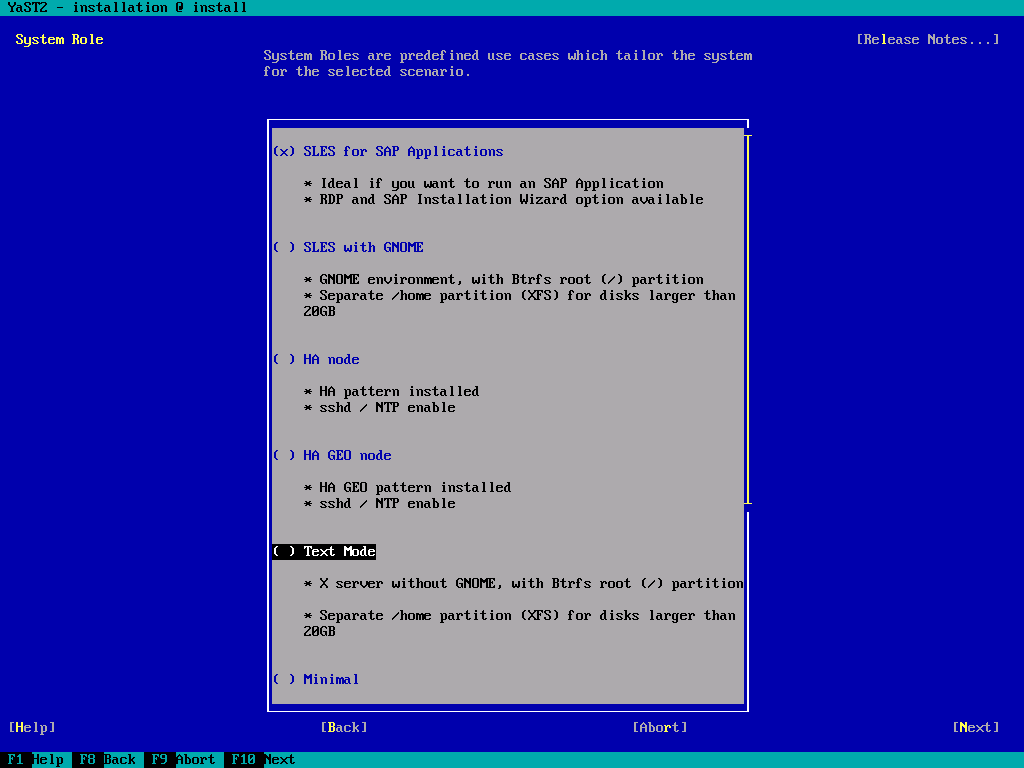 YaST2 - installation @ install
System Role [Release Notes...]
System Roles are predefined use cases which tailor the system
for the selected scenario.
(x) SLES for SAP Applications
* Ideal if you want to run an SAP Application
* RDP and SAP Installation Wizard option available
( ) SLES with GNOME
* GNOME environment, with Btrfs root (/) partition
* Separate /home partition (XFS) for disks larger than
20GB
( ) HA node
* HA pattern installed
* sshd / NTP enable
( ) HA GEO node
* HA GEO pattern installed
* sshd / NTP enable
( ) Text Mode
* X server without GNOME, with Btrfs root (/) partition
* Separate /home partition (XFS) for disks larger than
20GB
( ) Minimal
[Help] [Back] [Abort] [Next]
F1 Help F8 Back F9 Abort F10 Next